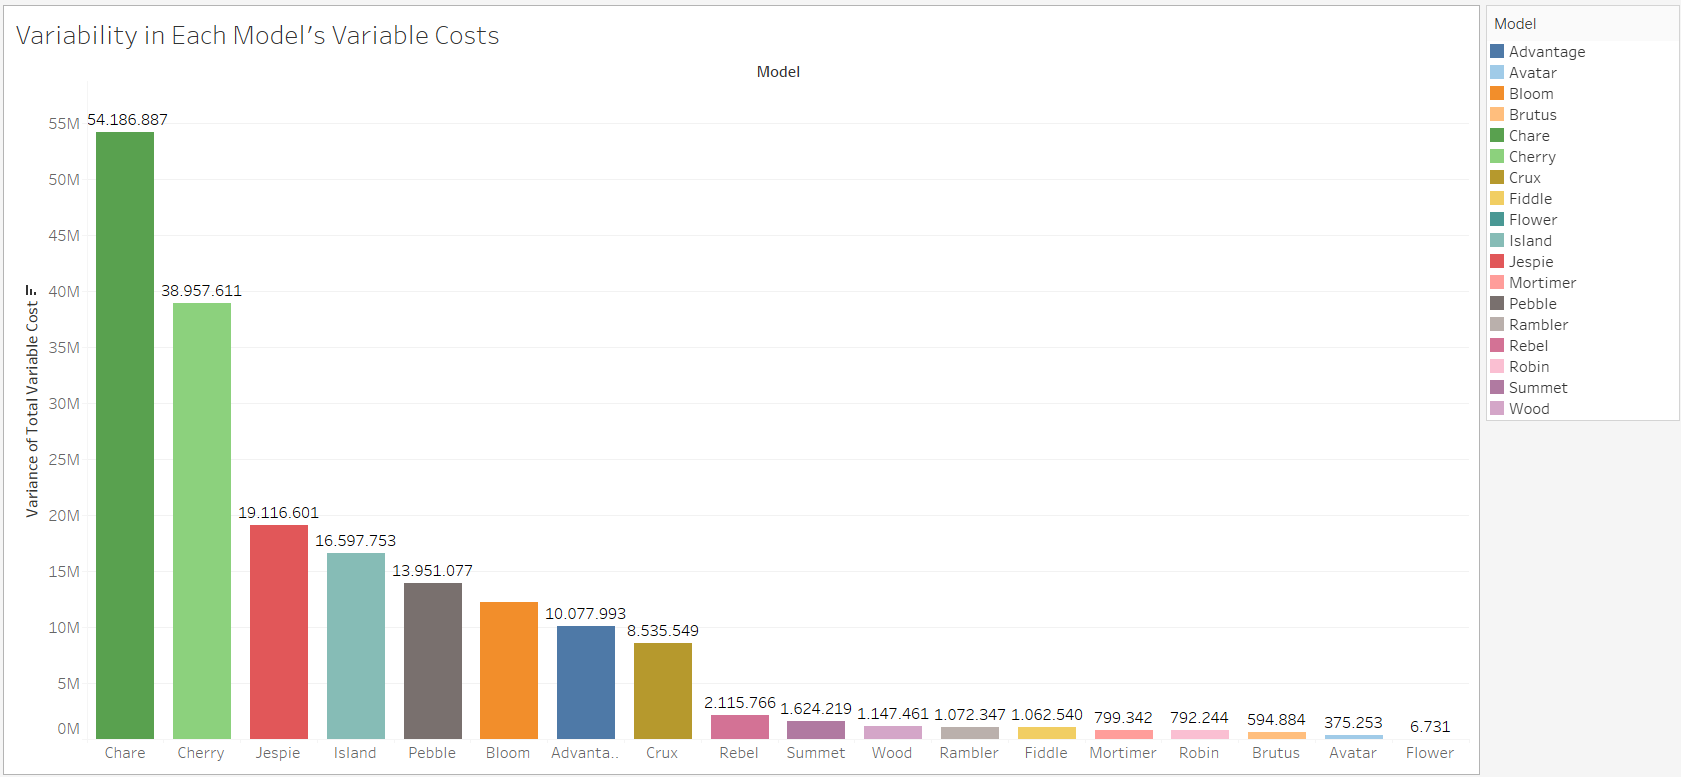 Variability in Each Model's Variable Costs
Model
Variance of Total Variable Cost
55M
50M
45M
40M
35M
30M
25M
20M
15M
10M
5M
0M
54.186.887
38.957.611
19.116.601
16.597.753
13.951.077
10.077.993
8.535.549
2.115.766
1.624.219
1.147.461
1.072.347
1.062.540
799.342
792.244
594.884
375.253
6.731
Chare
Cherry
Jespie
Island
Pebble
Bloom
Advanta..
Crux
Rebel
Summet
Wood
Rambler
Fiddle
Mortimer
Robin
Brutus
Avatar
Flower
Model
Advantage
Avatar
Bloom
Brutus
Chare
Cherry
Crux
Fiddle
Flower
Island
Jespie
Mortimer
Pebble
Rambler
Rebel
Robin
Summet
Wood